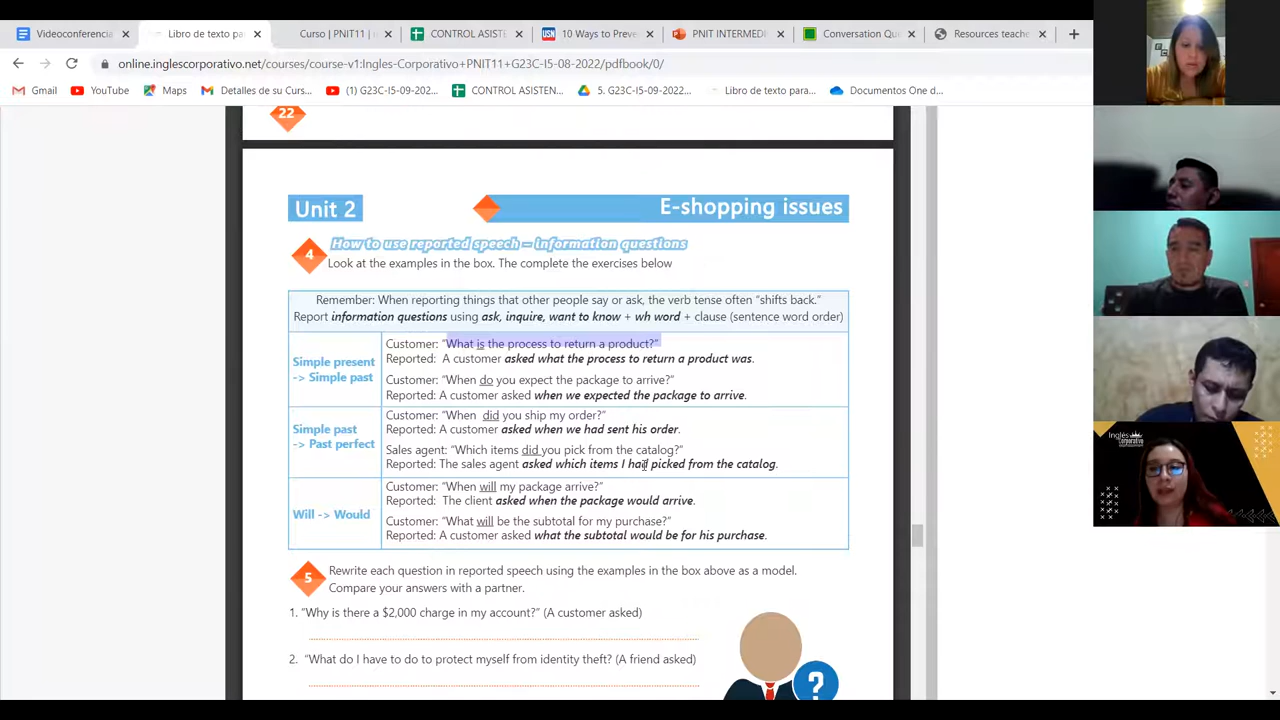 Videoconferencia
Libro de texto pa
Curso | PNIT11 |
CONTROL ASIST
10 Ways to Preve
PNIT INTERMED
Conversation Que
Resources teache
online.inglescorporativo.net/courses/course-v1:Ingles-Corporativo+PNIT11+G23C-I5-08-2022/pdfbook/0/
Gmail
YouTube
Maps
Detalles de su Curs...
(1) G23C-I5-09-202...
CONTROL ASISTEN...
5. G23C-I5-09-2022...
Libro de texto para...
Documentos One d...
22
Unit 2
E-shopping issues
4
How to use reported speech – information questions
Look at the examples in the box. The complete the exercises below
Remember: When reporting things that other people say or ask, the verb tense often “shifts back.”
Report information questions using ask, inquire, want to know + wh word + clause (sentence word order)
Simple present
-> Simple past
Customer: “What is the process to return a product?”
Reported: A customer asked what the process to return a product was.
Customer: “When do you expect the package to arrive?”
Reported: A customer asked when we expected the package to arrive.
Simple past
-> Past perfect
Customer: “When did you ship my order?”
Reported: A customer asked when we had sent his order.
Sales agent: “Which items did you pick from the catalog?”
Reported: The sales agent asked which items I had picked from the catalog.
Will -> Would
Customer: “When will my package arrive?”
Reported: The client asked when the package would arrive.
Customer: “What will be the subtotal for my purchase?”
Reported: A customer asked what the subtotal would be for his purchase.
5
Rewrite each question in reported speech using the examples in the box above as a model.
Compare your answers with a partner.
1. “Why is there a $2,000 charge in my account?” (A customer asked)
2. “What do I have to do to protect myself from identity theft? (A friend asked)
?
Inglés
Corporativo